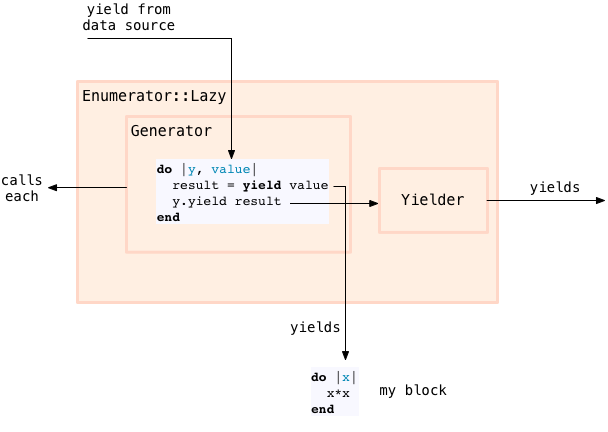 yield from
data source
Enumerator::Lazy
Generator
do |y, value|
result = yield value
y.yield result
end
calls
each
Yielder
yields
yields
do |x|
x*x
end
my block